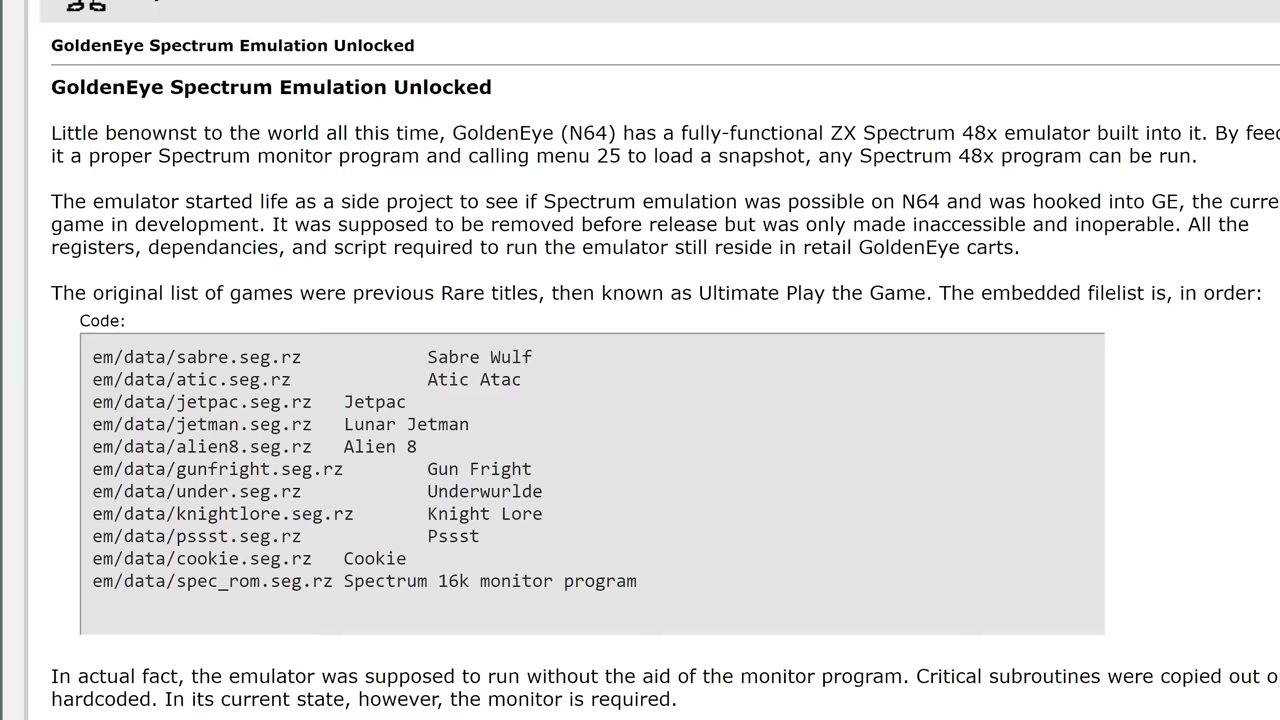 GoldenEye Spectrum Emulation Unlocked
GoldenEye Spectrum Emulation Unlocked
Little benownst to the world all this time, GoldenEye (N64) has a fully-functional ZX Spectrum 48x emulator built into it. By
it a proper Spectrum monitor program and calling menu 25 to load a snapshot, any Spectrum 48x program can be run.
The emulator started life as a side project to see if Spectrum emulation was possible on N64 and was hooked into GE, the
game in development. It was supposed to be removed before release but was only made inaccessible and inoperable. All the
registers, dependancies, and script required to run the emulator still reside in retail GoldenEye carts.
The original list of games were previous Rare titles, then known as Ultimate Play the Game. The embedded filelist is, in order:
Code:
em/data/sabre.seg.rz Sabre Wulf
em/data/atic.seg.rz Atic Atac
em/data/jetpac.seg.rz Jetpac
em/data/jetman.seg.rz Lunar Jetman
em/data/alien8.seg.rz Alien 8
em/data/gunfright.seg.rz Gun Fright
em/data/under.seg.rz Underwurlde
em/data/knightlore.seg.rz Knight Lore
em/data/pssst.seg.rz Pssst
em/data/cookie.seg.rz Cookie
em/data/spec_rom.seg.rz Spectrum 16k monitor program
In actual fact, the emulator was supposed to run without the aid of the monitor program. Critical subroutines were copied out
hardcoded. In its current state, however, the monitor is required.